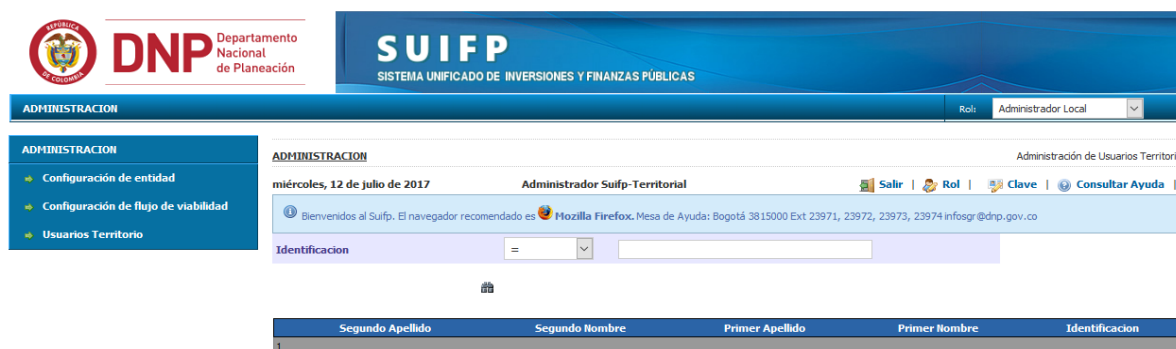 REPÚBLICA
DE COLOMBIA
DNP
Departamento
Nacional
de Planeación
SUIFP
SISTEMA UNIFICADO DE INVERSIONES Y FINANZAS PÚBLICAS
ADMINISTRACION
Rol: Administrador Local
ADMINISTRACION
Configuración de entidad
Configuración de flujo de viabilidad
Usuarios Territorio
ADMINISTRACION Administración de Usuarios Territori
miércoles, 12 de julio de 2017 Administrador Suifp-Territorial Salir | Rol | Clave | Consultar Ayuda |
Bienvenidos al Suifp. El navegador recomendado es Mozilla Firefox. Mesa de Ayuda: Bogotá 3815000 Ext 23971, 23972, 23973, 23974 infosgr@dnp.gov.co
Identificacion =
Segundo Apellido Segundo Nombre Primer Apellido Primer Nombre Identificacion
1